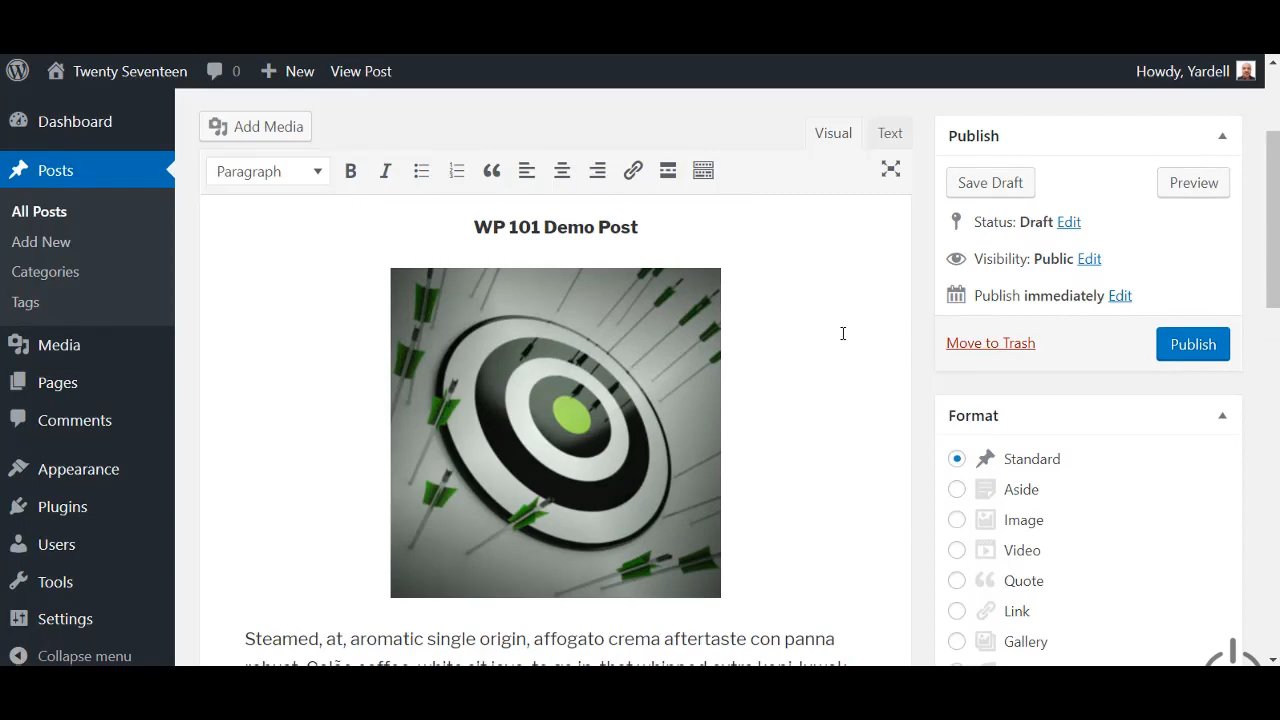 Twenty Seventeen 0 New View Post Howdy, Yardell
Dashboard
Posts
All Posts
Add New
Categories
Tags
Media
Pages
Comments
Appearance
Plugins
Users
Tools
Settings
Collapse menu
Add Media
Visual Text
Paragraph B I
WP 101 Demo Post
Steamed, at, aromatic single origin, affogato crema aftertaste con panna
Publish
Save Draft Preview
Status: Draft Edit
Visibility: Public Edit
Publish immediately Edit
Move to Trash Publish
Format
Standard
Aside
Image
Video
Quote
Link
Gallery